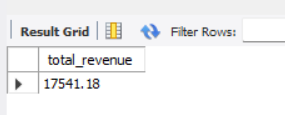 Result Grid Filter Rows:
total_revenue
17541.18